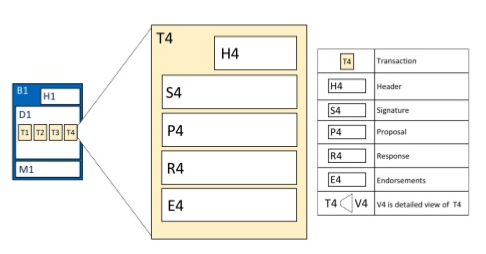 B1
H1
D1
T1 T2 T3 T4
M1
T4
H4
S4
P4
R4
E4
T4 Transaction
H4 Header
S4 Signature
P4 Proposal
R4 Response
E4 Endorsements
T4 V4 V4 is detailed view of T4